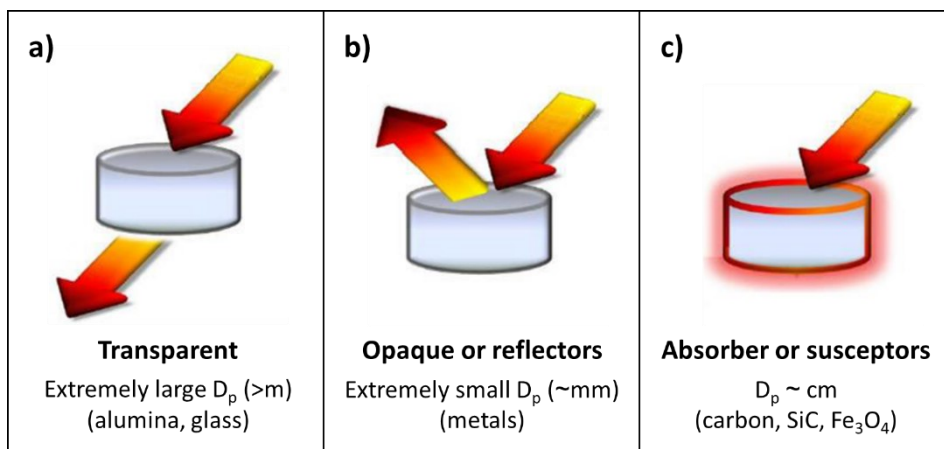 a)
Transparent
Extremely large Dₚ (>m)
(alumina, glass)
b)
Opaque or reflectors
Extremely small Dₚ (~mm)
(metals)
c)
Absorber or susceptors
Dₚ ~ cm
(carbon, SiC, Fe₃O₄)